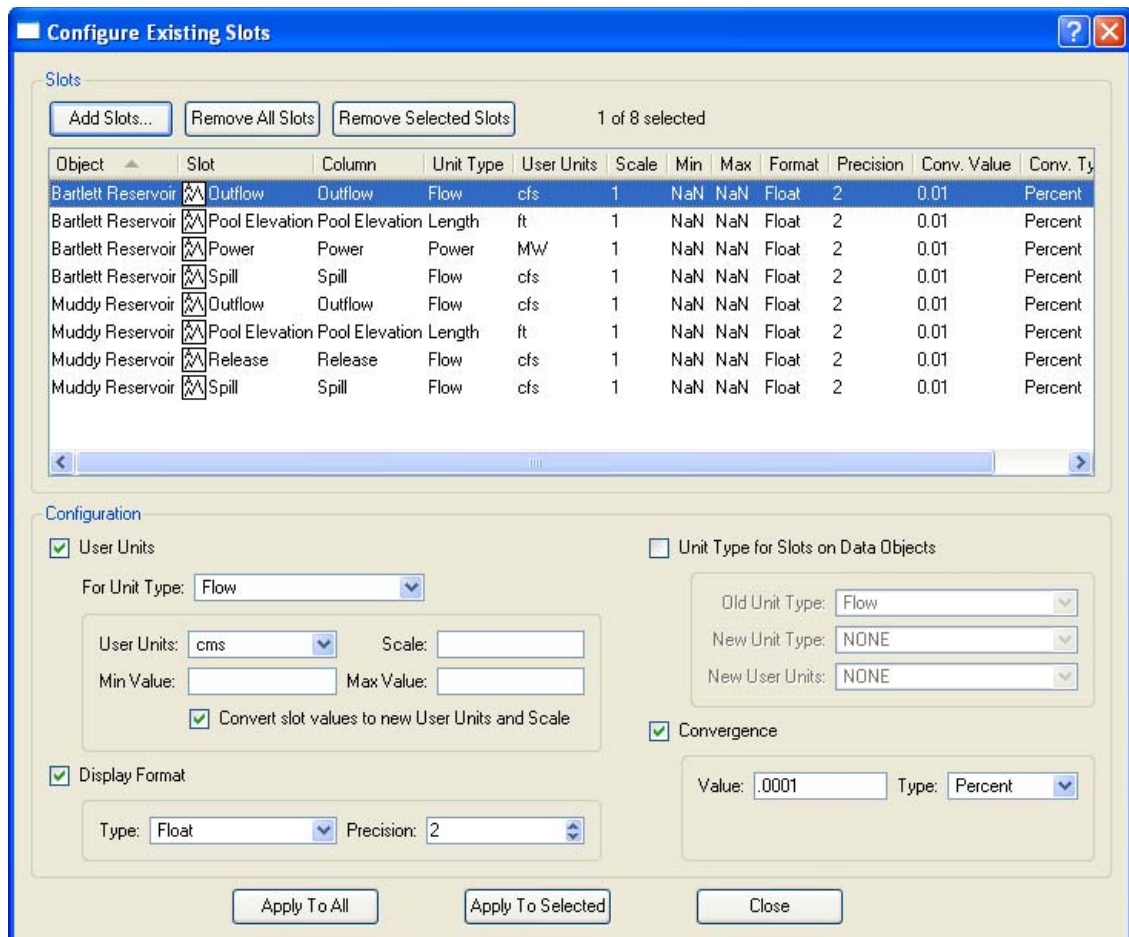 Configure Existing Slots
Slots
Add Slots... Remove All Slots Remove Selected Slots 1 of 8 selected
Object Slot Column Unit Type User Units Scale Min Max Format Precision Conv. Value Conv. Ty
Bartlett Reservoir Outflow Outflow Flow cfs 1 NaN NaN Float 2 0.01 Percent
Bartlett Reservoir Pool Elevation Pool Elevation Length ft 1 NaN NaN Float 2 0.01 Percent
Bartlett Reservoir Power Power Power MW 1 NaN NaN Float 2 0.01 Percent
Bartlett Reservoir Spill Spill Flow cfs 1 NaN NaN Float 2 0.01 Percent
Muddy Reservoir Outflow Outflow Flow cfs 1 NaN NaN Float 2 0.01 Percent
Muddy Reservoir Pool Elevation Pool Elevation Length ft 1 NaN NaN Float 2 0.01 Percent
Muddy Reservoir Release Release Flow cfs 1 NaN NaN Float 2 0.01 Percent
Muddy Reservoir Spill Spill Flow cfs 1 NaN NaN Float 2 0.01 Percent
Configuration
User Units
For Unit Type: Flow
User Units: cms Scale:
Min Value: Max Value:
Convert slot values to new User Units and Scale
Display Format
Type: Float Precision: 2
Unit Type for Slots on Data Objects
Old Unit Type: Flow
New Unit Type: NONE
New User Units: NONE
Convergence
Value: .0001 Type: Percent
Apply To All Apply To Selected Close